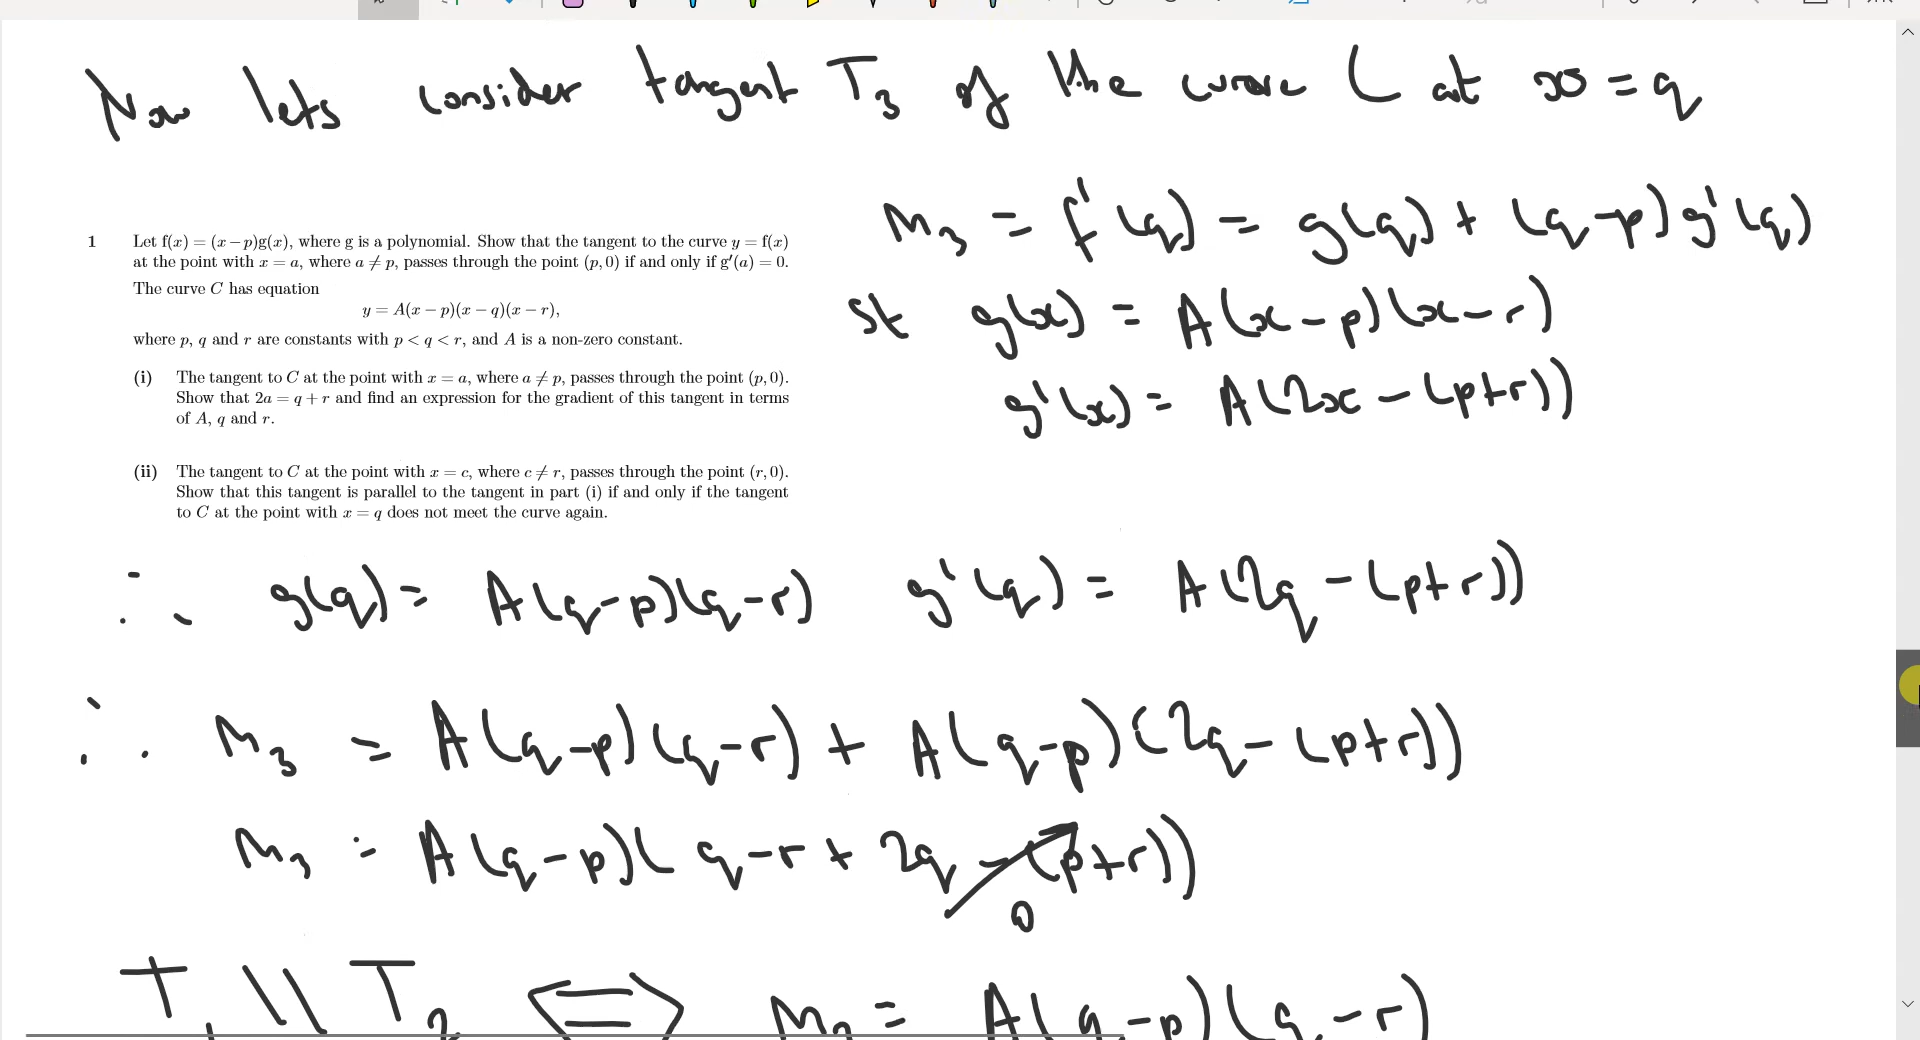 Now lets consider tangent T₃ of the curve C at x = q
M₃ = f'(q) = g(q) + (q-p)g'(q)
1 Let f(x) = (x − p)g(x), where g is a polynomial. Show that the tangent to the curve y = f(x)
at the point with x = a, where a ≠ p, passes through the point (p, 0) if and only if g′(a) = 0.
The curve C has equation
y = A(x − p)(x − q)(x − r),
where p, q and r are constants with p < q < r, and A is a non-zero constant.
st g(x) = A(x-p)(x-r)
g'(x) = A(2x - (p+r))
(i) The tangent to C at the point with x = a, where a ≠ p, passes through the point (p, 0).
Show that 2a = q + r and find an expression for the gradient of this tangent in terms
of A, q and r.
(ii) The tangent to C at the point with x = c, where c ≠ r, passes through the point (r, 0).
Show that this tangent is parallel to the tangent in part (i) if and only if the tangent
to C at the point with x = q does not meet the curve again.
∴ g(q) = A(q-p)(q-r) g'(q) = A(2q - (p+r))
∴ M₃ = A(q-p)(q-r) + A(q-p)(2q - (p+r))
M₃ = A(q-p)(q-r + 2q - (p+r))
0
T₁ \\ T₂ ⟺ M₃ = A(q-p)(q-r)